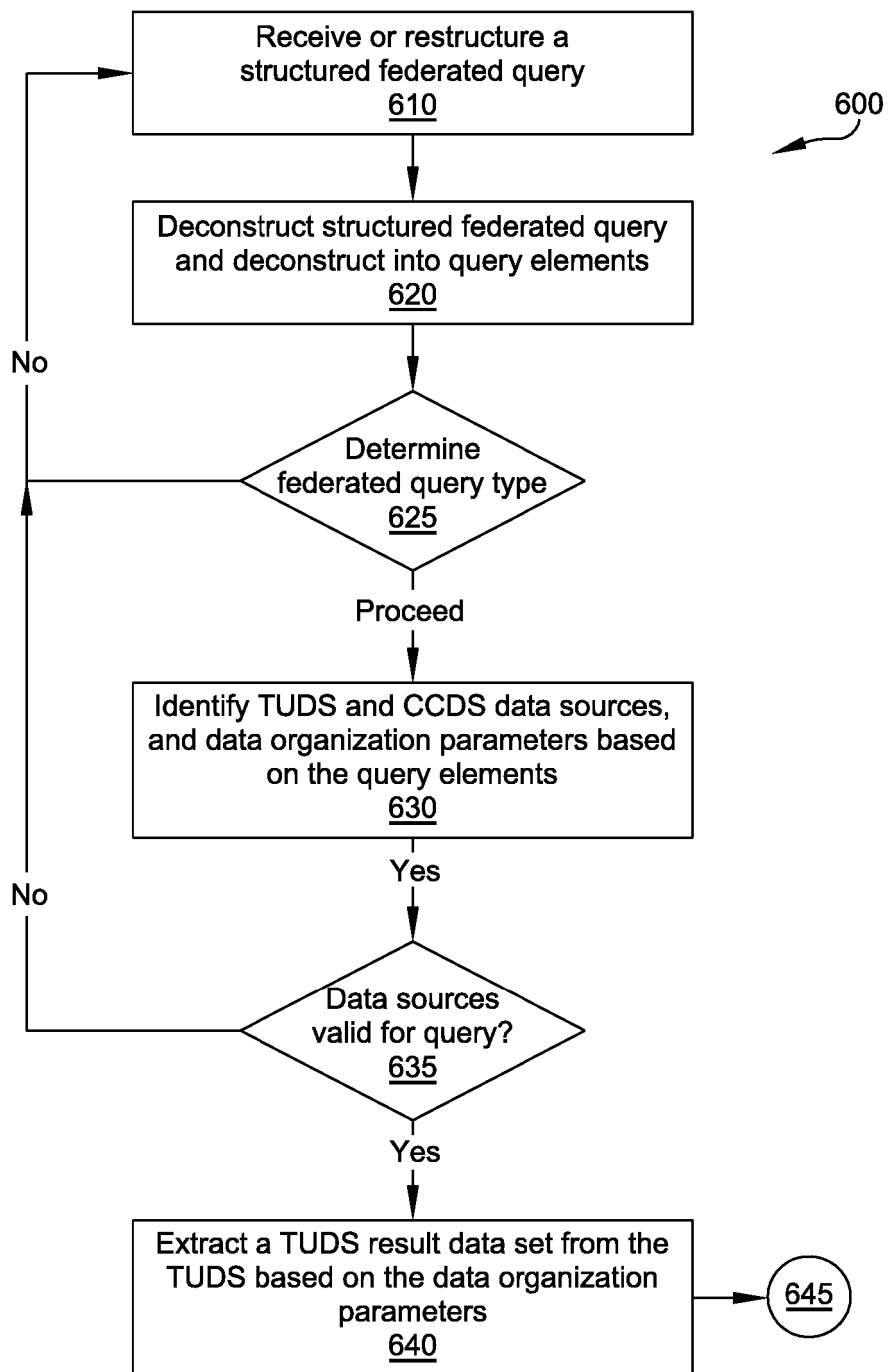 Receive or restructure a
structured federated query
610
600
Deconstruct structured federated query
and deconstruct into query elements
620
No
Determine
federated query type
625
Proceed
Identify TUDS and CCDS data sources,
and data organization parameters based
on the query elements
630
Yes
No
Data sources
valid for query?
635
Yes
Extract a TUDS result data set from the
TUDS based on the data organization
parameters
640
645